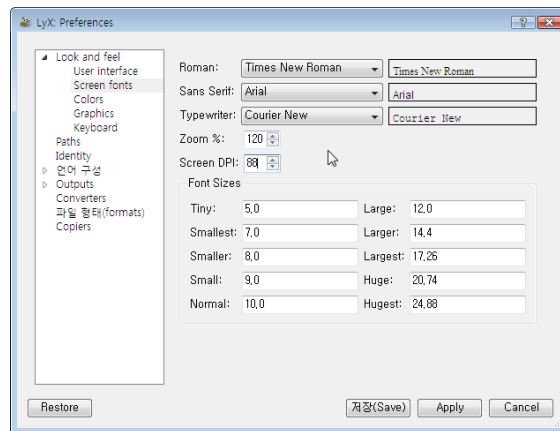 LyX: Preferences
Look and feel
User interface
Screen fonts
Colors
Graphics
Keyboard
Paths
Identity
언어 구성
Outputs
Converters
파일 형태(formats)
Copiers
Roman: Times New Roman Times New Roman
Sans Serif: Arial Arial
Typewriter: Courier New Courier New
Zoom %: 120
Screen DPI: 88
Font Sizes
Tiny: 5,0 Large: 12,0
Smallest: 7,0 Larger: 14,4
Smaller: 8,0 Largest: 17,26
Small: 9,0 Huge: 20,74
Normal: 10,0 Hugest: 24,88
Restore 저장(Save) Apply Cancel